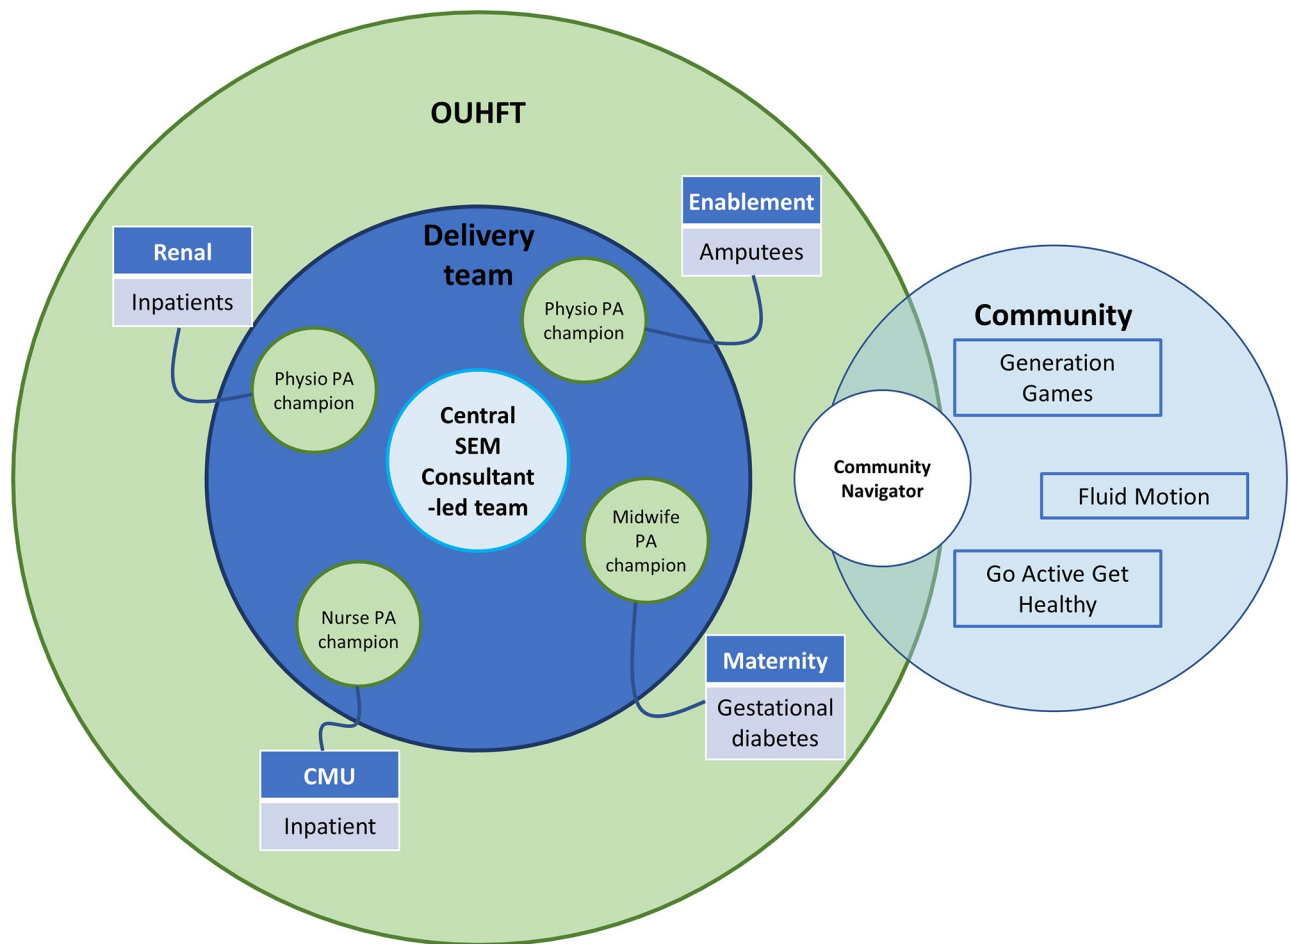 OUHFT
Enablement
Amputees
Delivery
team
Renal
Inpatients
Physio PA
champion
Physio PA
champion
Central
SEM
Consultant
-led team
Midwife
PA
champion
Nurse PA
champion
Maternity
Gestational
diabetes
CMU
Inpatient
Community
Generation
Games
Community
Navigator
Fluid Motion
Go Active Get
Healthy